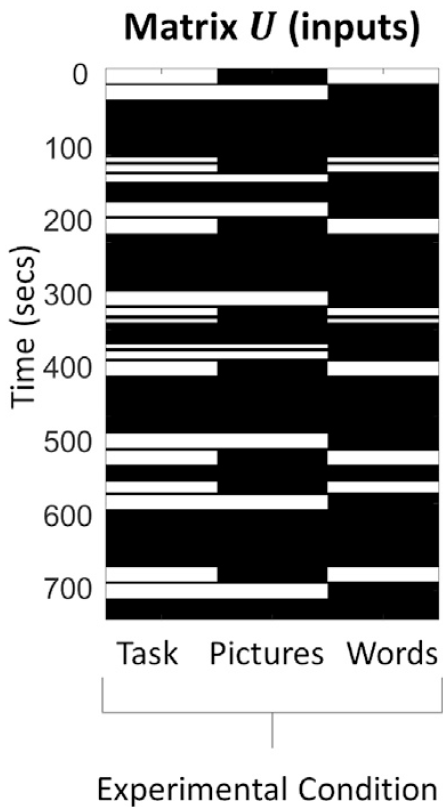 Matrix U (inputs)
0
100
200
300
400
500
600
700
Time (secs)
Task Pictures Words
Experimental Condition